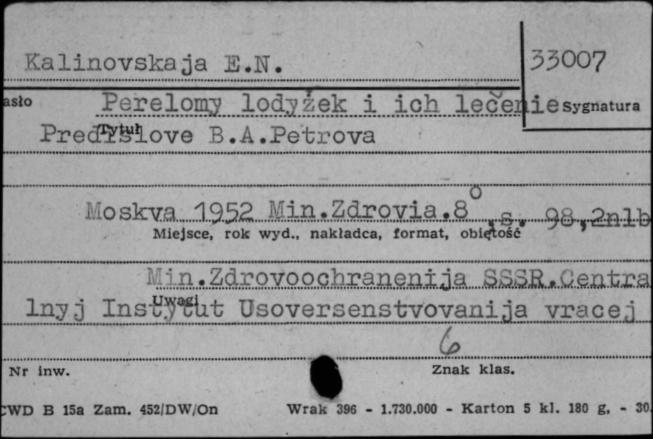 Kalinovskaja E.N.
33007
asło Perelomy lodyžek i ich lečenie Sygnatura
Tytuł
Predislove B.A.Petrova
Moskva 1952 Min.Zdrovia.8° ,s. 98,2nlb
Miejsce, rok wyd., nakładca, format, objętość
Min.Zdrovoochranenija SSSR.Centra
Uwagi
lnyj Instytut Usoversenstvovanija vracej
6
Nr inw. Znak klas.
CWD B 15a Zam. 452/DW/On Wrak 396 - 1.730.000 - Karton 5 kl. 180 g. - 30.